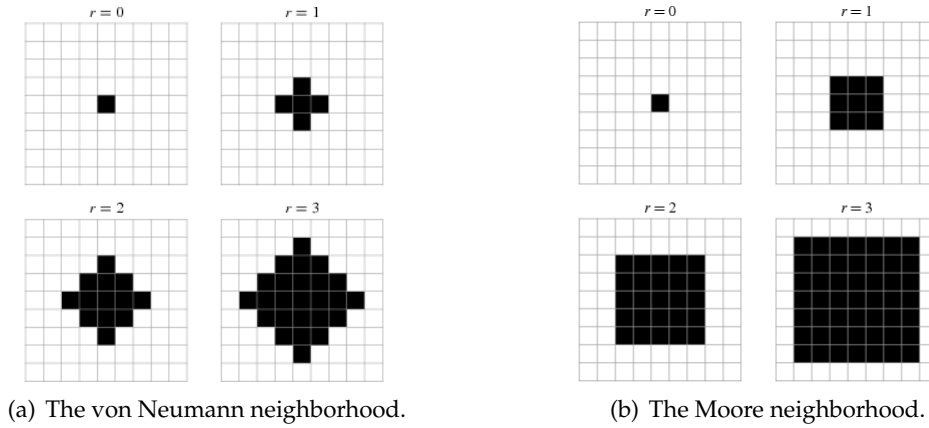 r = 0
r = 1
r = 2
r = 3
(a) The von Neumann neighborhood.
r = 0
r = 1
r = 2
r = 3
(b) The Moore neighborhood.